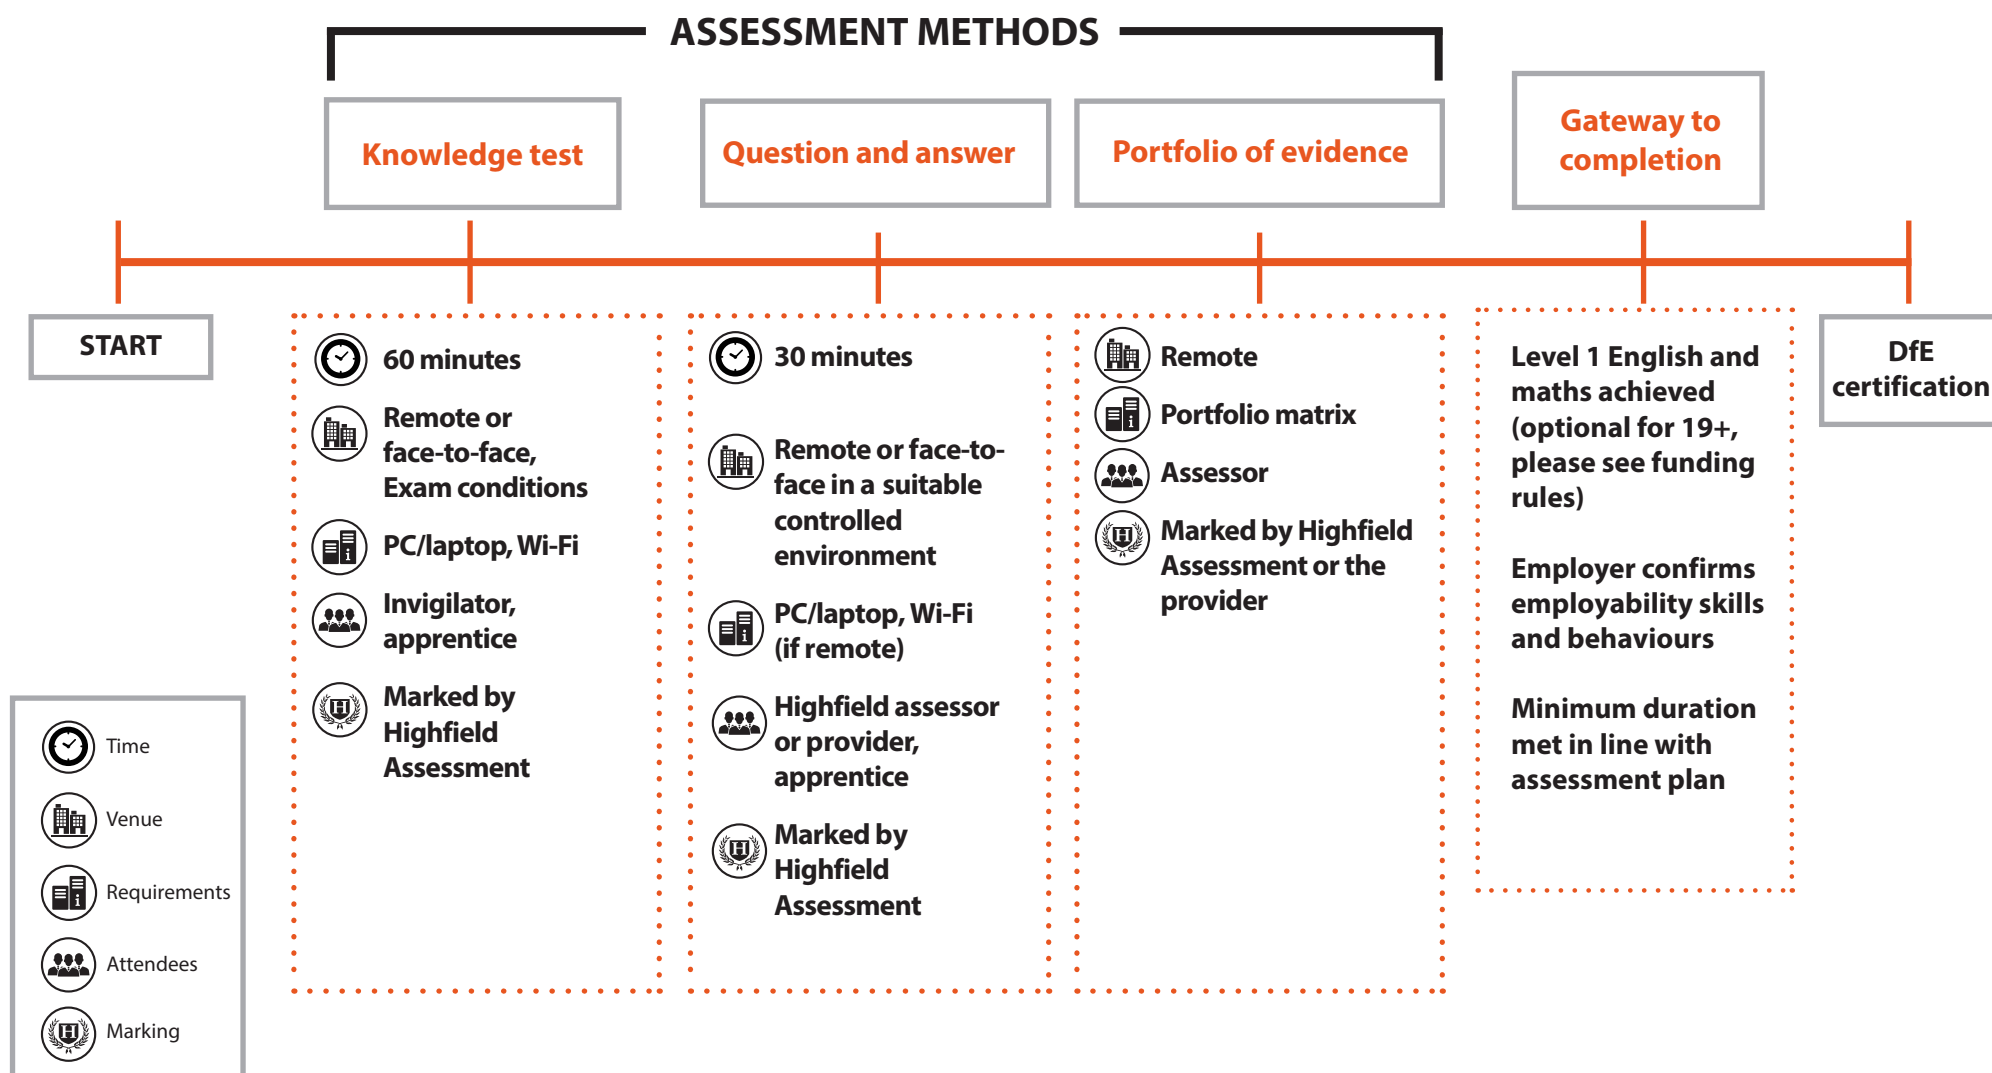 ASSESSMENT METHODS
Knowledge test
Question and answer
Portfolio of evidence
Gateway to
completion
START
60 minutes
Remote or
face-to-face,
Exam conditions
PC/laptop, Wi-Fi
Invigilator,
apprentice
Marked by
Highfield
Assessment
30 minutes
Remote or face-to-
face in a suitable
controlled
environment
PC/laptop, Wi-Fi
(if remote)
Highfield assessor
or provider,
apprentice
Marked by
Highfield
Assessment
Remote
Portfolio matrix
Assessor
Marked by Highfield
Assessment or the
provider
Level 1 English and
maths achieved
(optional for 19+,
please see funding
rules)
Employer confirms
employability skills
and behaviours
Minimum duration
met in line with
assessment plan
DfE
certification
Time
Venue
Requirements
Attendees
Marking